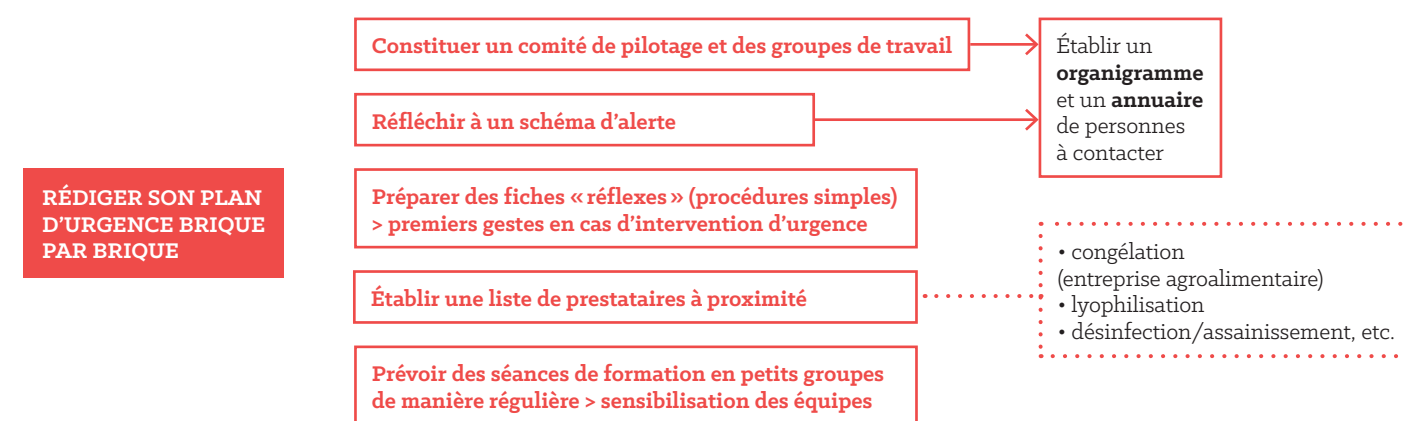 RÉDIGER SON PLAN
D’URGENCE BRIQUE
PAR BRIQUE
Constituer un comité de pilotage et des groupes de travail
Établir un
organigramme
et un annuaire
de personnes
à contacter
Réfléchir à un schéma d’alerte
Préparer des fiches « réflexes » (procédures simples)
> premiers gestes en cas d’intervention d’urgence
Établir une liste de prestataires à proximité
• congélation
(entreprise agroalimentaire)
• lyophilisation
• désinfection/assainissement, etc.
Prévoir des séances de formation en petits groupes
de manière régulière > sensibilisation des équipes